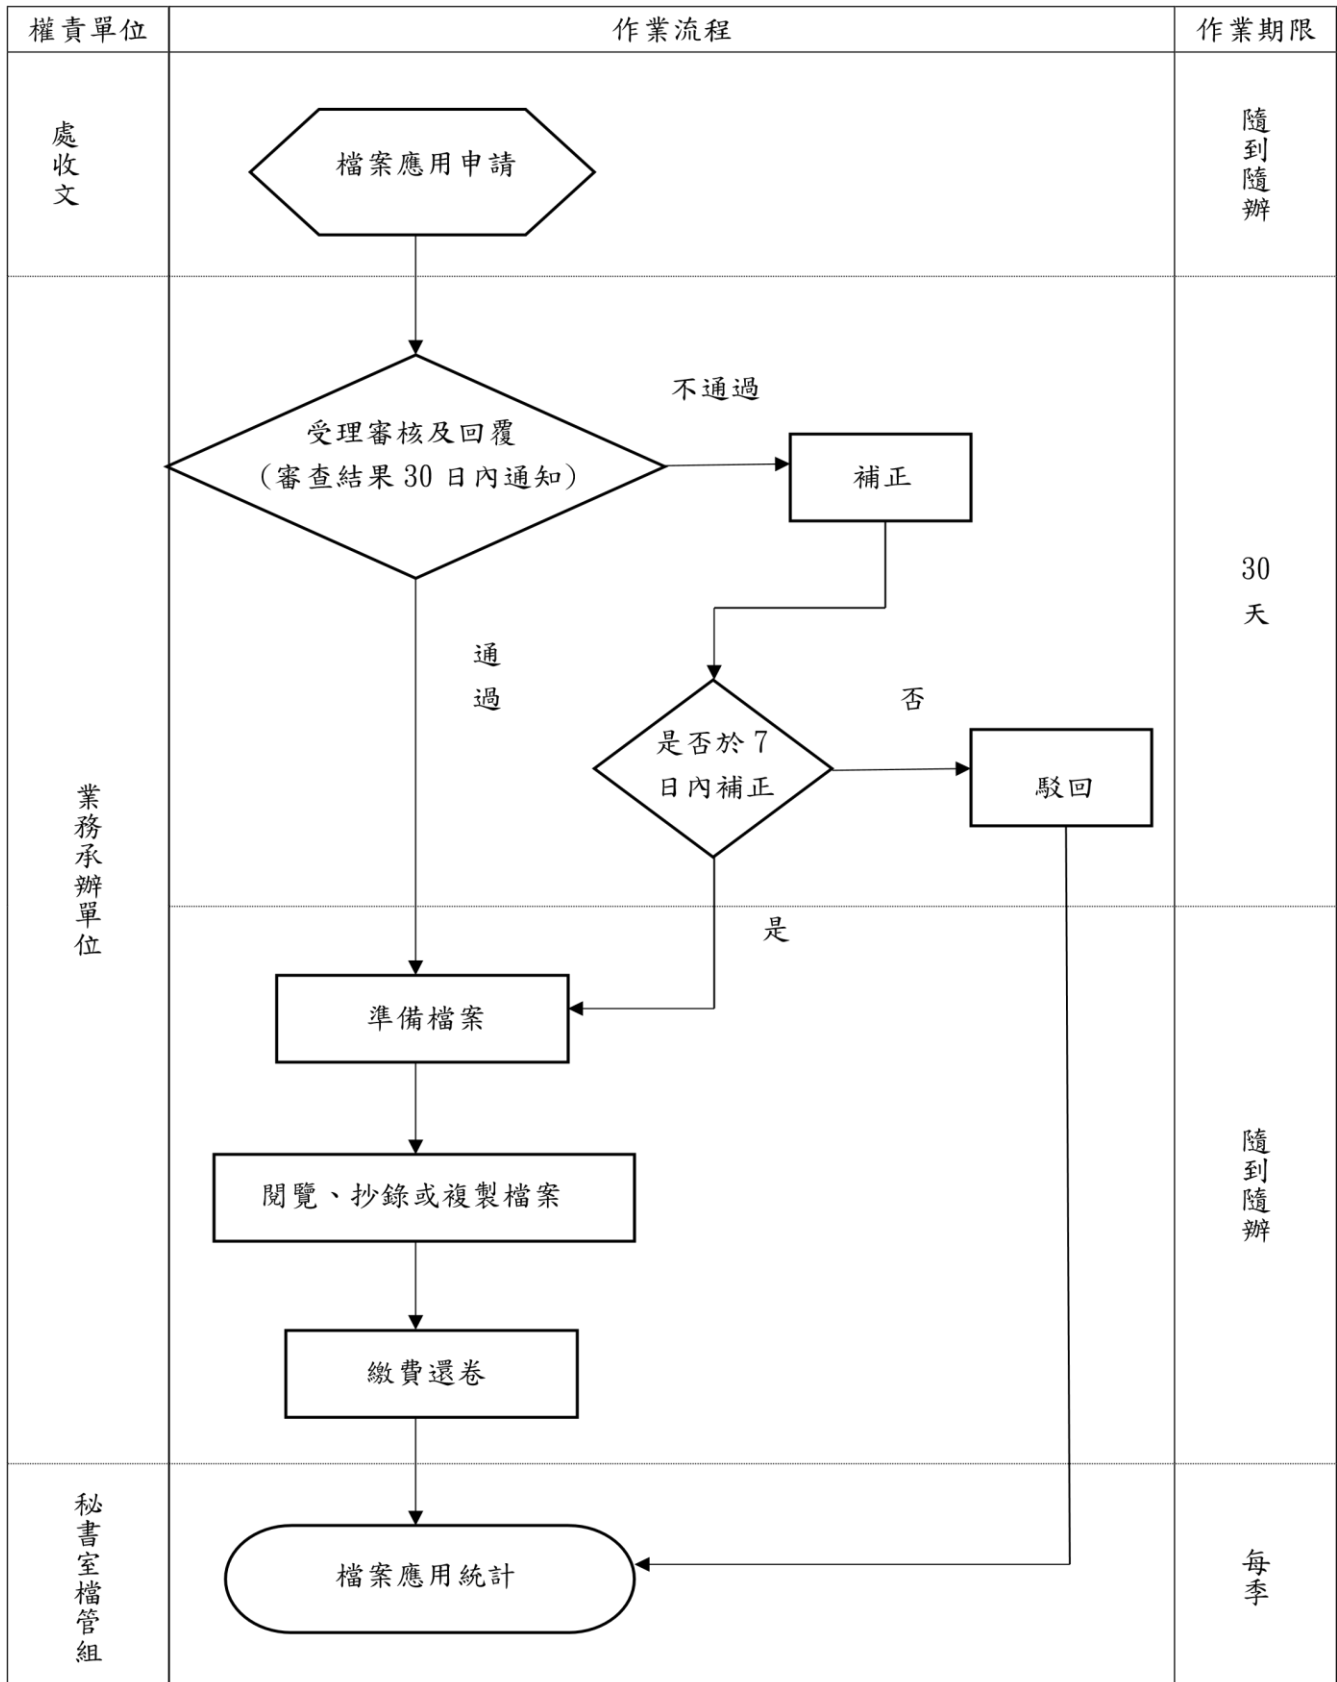 權責單位
作業流程
作業期限
處收文
檔案應用申請
隨到隨辦
業務承辦單位
受理審核及回覆
（審查結果 30 日內通知）
不通過
補正
30
天
通
過
是否於 7
日內補正
否
駁回
是
準備檔案
閱覽、抄錄或複製檔案
繳費還卷
隨到隨辦
秘書室檔管組
檔案應用統計
每季